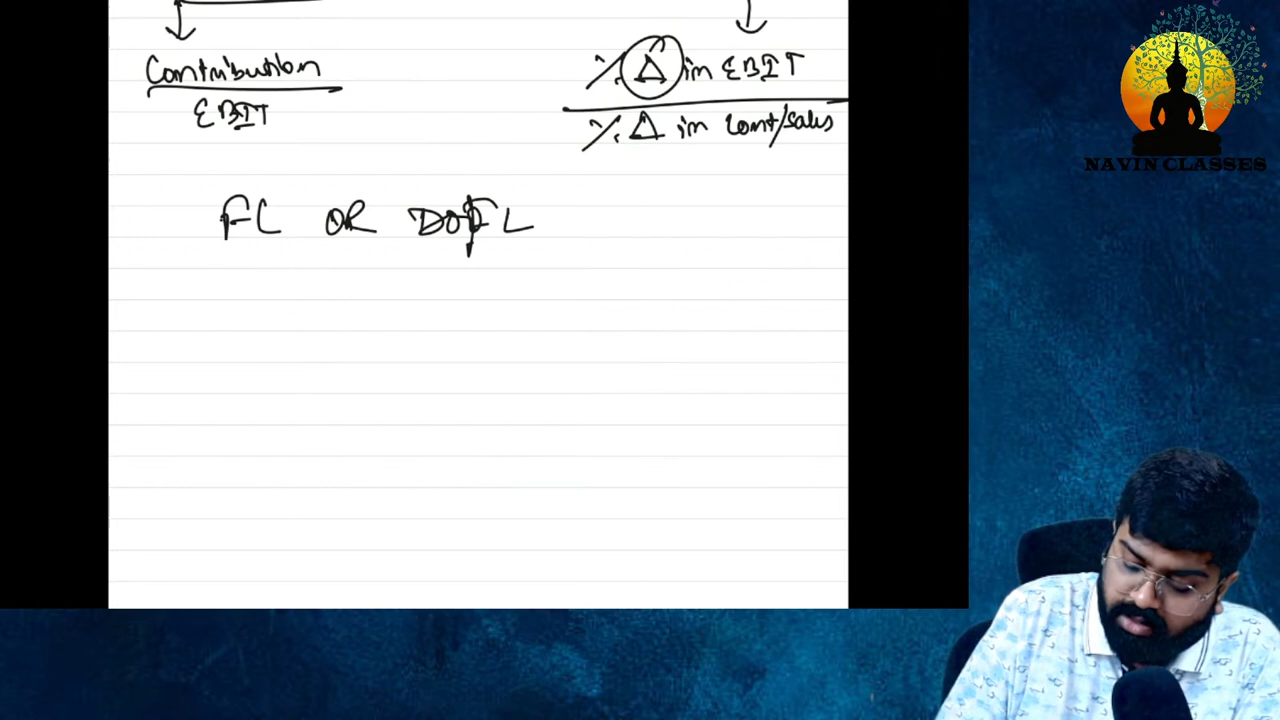 Contribution
EBIT
% Δ in EBIT
% Δ in cont/sales
FL OR DOFL
NAVIN CLASSES